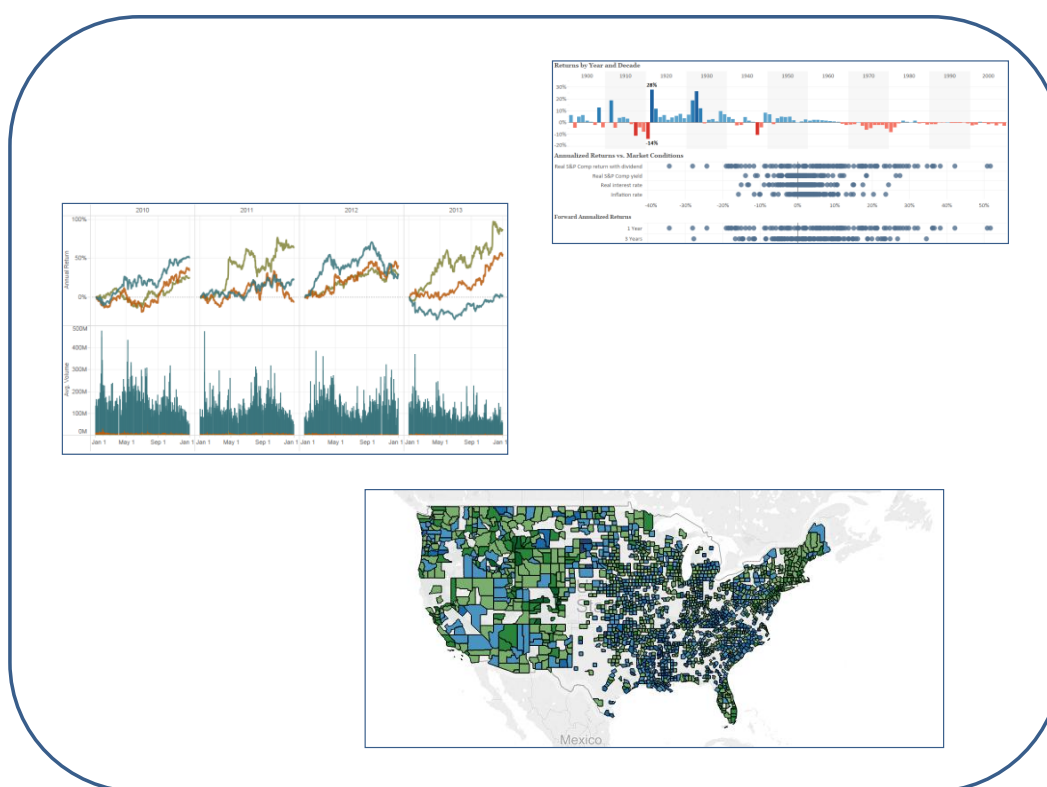 Returns by Year and Decade
1900 1910 1920 1930 1940 1950 1960 1970 1980 1990 2000
30%
28%
20%
10%
0%
-10%
-14%
-20%
Annualized Returns vs. Market Conditions
Real S&P Comp return with dividend
Real S&P Comp yield
Real interest rate
Inflation rate
-40% -30% -20% -10% 0% 10% 20% 30% 40% 50%
Forward Annualized Returns
1 Year
5 Years
2010 2011 2012 2013
100%
50%
0%
Annual Return
500M
400M
300M
200M
100M
0M
Avg. Volume
Jan 1 May 1 Sep 1 Jan 1 May 1 Sep 1 Jan 1 May 1 Sep 1 Jan 1 May 1 Sep 1 Jan 1
Mexico